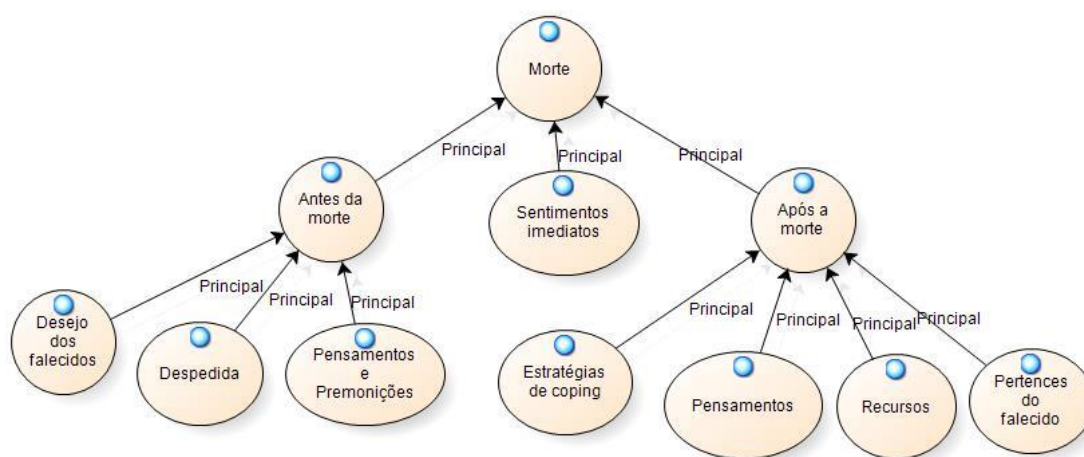 Morte
Principal
Principal
Principal
Antes da
morte
Sentimentos
imediatos
Após a
morte
Principal
Principal
Principal
Principal
Principal
Principal
Principal
Desejo
dos
falecidos
Despedida
Pensamentos
e
Premonições
Estratégias
de coping
Pensamentos
Recursos
Pertences
do
falecido